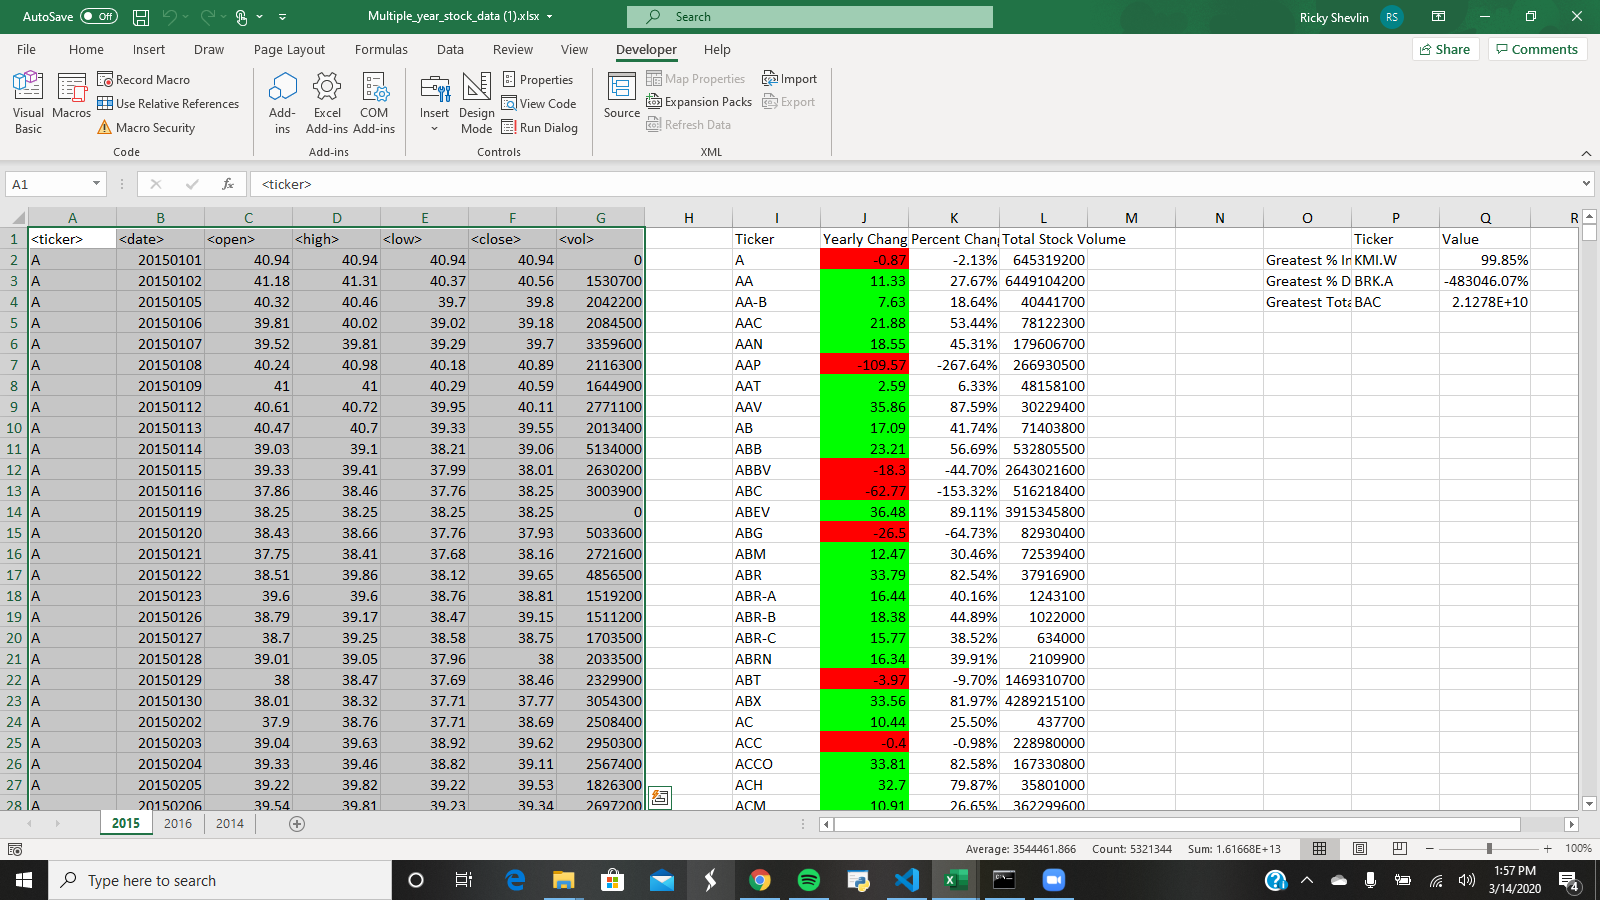 AutoSave Off Multiple_year_stock_data (1).xlsx Search Ricky Shevlin RS
File Home Insert Draw Page Layout Formulas Data Review View Developer Help Share Comments
Visual Basic Macros Record Macro Use Relative References Macro Security Code
Add-ins Excel Add-ins COM Add-ins Add-ins
Insert Design Mode Properties View Code Run Dialog Controls
Source Map Properties Expansion Packs Refresh Data Import Export XML
A1 fx <ticker>
A B C D E F G H I J K L M N O P Q R
1 <ticker> <date> <open> <high> <low> <close> <vol> Ticker Yearly Chang Percent Chang Total Stock Volume Ticker Value
2 A 20150101 40.94 40.94 40.94 40.94 0 A -0.87 -2.13% 645319200 Greatest % In KMI.W 99.85%
3 A 20150102 41.18 41.31 40.37 40.56 1530700 AA 11.33 27.67% 6449104200 Greatest % D BRK.A -483046.07%
4 A 20150105 40.32 40.46 39.7 39.8 2042200 AA-B 7.63 18.64% 40441700 Greatest Tota BAC 2.1278E+10
5 A 20150106 39.81 40.02 39.02 39.18 2084500 AAC 21.88 53.44% 78122300
6 A 20150107 39.52 39.81 39.29 39.7 3359600 AAN 18.55 45.31% 179606700
7 A 20150108 40.24 40.98 40.18 40.89 2116300 AAP -109.57 -267.64% 266930500
8 A 20150109 41 41 40.29 40.59 1644900 AAT 2.59 6.33% 48158100
9 A 20150112 40.61 40.72 39.95 40.11 2771100 AAV 35.86 87.59% 30229400
10 A 20150113 40.47 40.7 39.33 39.55 2013400 AB 17.09 41.74% 71403800
11 A 20150114 39.03 39.1 38.21 39.06 5134000 ABB 23.21 56.69% 532805500
12 A 20150115 39.33 39.41 37.99 38.01 2630200 ABBV -18.3 -44.70% 2643021600
13 A 20150116 37.86 38.46 37.76 38.25 3003900 ABC -62.77 -153.32% 516218400
14 A 20150119 38.25 38.25 38.25 38.25 0 ABEV 36.48 89.11% 3915345800
15 A 20150120 38.43 38.66 37.76 37.93 5033600 ABG -26.5 -64.73% 82930400
16 A 20150121 37.75 38.41 37.68 38.16 2721600 ABM 12.47 30.46% 72539400
17 A 20150122 38.51 39.86 38.12 39.65 4856500 ABR 33.79 82.54% 37916900
18 A 20150123 39.6 39.6 38.76 38.81 1519200 ABR-A 16.44 40.16% 1243100
19 A 20150126 38.79 39.17 38.47 39.15 1511200 ABR-B 18.38 44.89% 1022000
20 A 20150127 38.7 39.25 38.58 38.75 1703500 ABR-C 15.77 38.52% 634000
21 A 20150128 39.01 39.05 37.96 38 2033500 ABRN 16.34 39.91% 2109900
22 A 20150129 38 38.47 37.69 38.46 2329900 ABT -3.97 -9.70% 1469310700
23 A 20150130 38.01 38.32 37.71 37.77 3054300 ABX 33.56 81.97% 4289215100
24 A 20150202 37.9 38.76 37.71 38.69 2508400 AC 10.44 25.50% 437700
25 A 20150203 39.04 39.63 38.92 39.62 2950300 ACC -0.4 -0.98% 228980000
26 A 20150204 39.33 39.46 38.82 39.11 2567400 ACCO 33.81 82.58% 167330800
27 A 20150205 39.22 39.82 39.22 39.53 1826300 ACH 32.7 79.87% 35801000
28 A 20150206 39.54 39.81 39.23 39.34 2697200 ACM 10.91 26.65% 362299600
2015 2016 2014
Average: 3544461.866 Count: 5321344 Sum: 1.61668E+13 100%
Type here to search 1:57 PM
3/14/2020 4